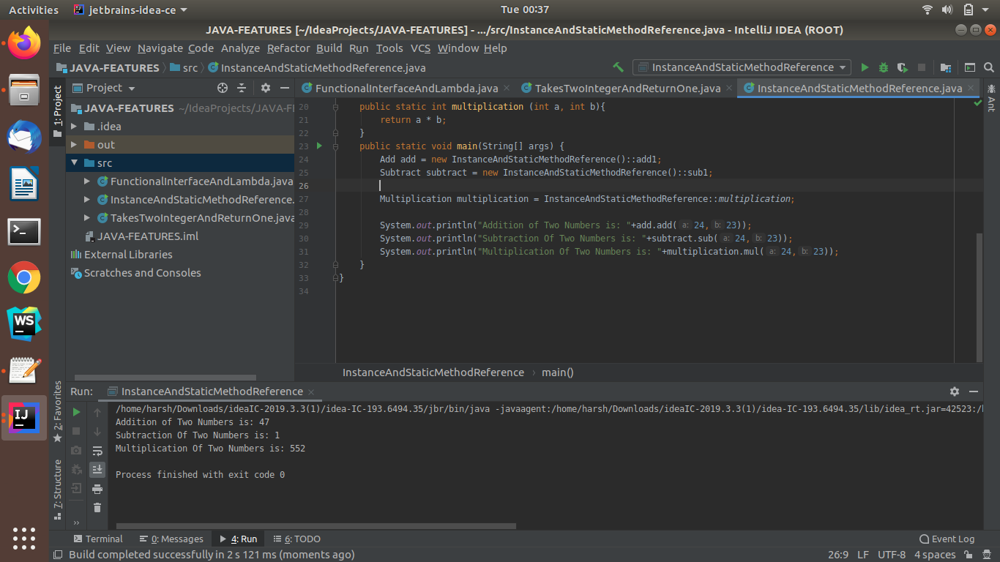 Activities jetbrains-idea-ce Tue 00:37
JAVA-FEATURES [~/IdeaProjects/JAVA-FEATURES] - .../src/InstanceAndStaticMethodReference.java - IntelliJ IDEA (ROOT)
File Edit View Navigate Code Analyze Refactor Build Run Tools VCS Window Help
JAVA-FEATURES src InstanceAndStaticMethodReference.java InstanceAndStaticMethodReference
Project FunctionalInterfaceAndLambda.java TakesTwoIntegerAndReturnOne.java InstanceAndStaticMethodReference.java
1: Project
Ant
JAVA-FEATURES ~/IdeaProjects/JAVA-F
.idea
out
src
FunctionalInterfaceAndLambda.java
InstanceAndStaticMethodReference.
TakesTwoIntegerAndReturnOne.java
JAVA-FEATURES.iml
External Libraries
Scratches and Consoles
20 public static int multiplication (int a, int b){
21 return a * b;
22 }
23 public static void main(String[] args) {
24 Add add = new InstanceAndStaticMethodReference()::add1;
25 Subtract subtract = new InstanceAndStaticMethodReference()::sub1;
26
27 Multiplication multiplication = InstanceAndStaticMethodReference::multiplication;
28
29 System.out.println("Addition of Two Numbers is: "+add.add( a: 24, b: 23));
30 System.out.println("Subtraction Of Two Numbers is: "+subtract.sub( a: 24, b: 23));
31 System.out.println("Multiplication Of Two Numbers is: "+multiplication.mul( a: 24, b: 23));
32 }
33 }
34
InstanceAndStaticMethodReference › main()
WS
IJ
2: Favorites
7: Structure
Run: InstanceAndStaticMethodReference
/home/harsh/Downloads/ideaIC-2019.3.3(1)/idea-IC-193.6494.35/jbr/bin/java -javaagent:/home/harsh/Downloads/ideaIC-2019.3.3(1)/idea-IC-193.6494.35/lib/idea_rt.jar=42523:/
Addition of Two Numbers is: 47
Subtraction Of Two Numbers is: 1
Multiplication Of Two Numbers is: 552
Process finished with exit code 0
Terminal 0: Messages 4: Run 6: TODO Event Log
Build completed successfully in 2 s 121 ms (moments ago) 26:9 LF UTF-8 4 spaces